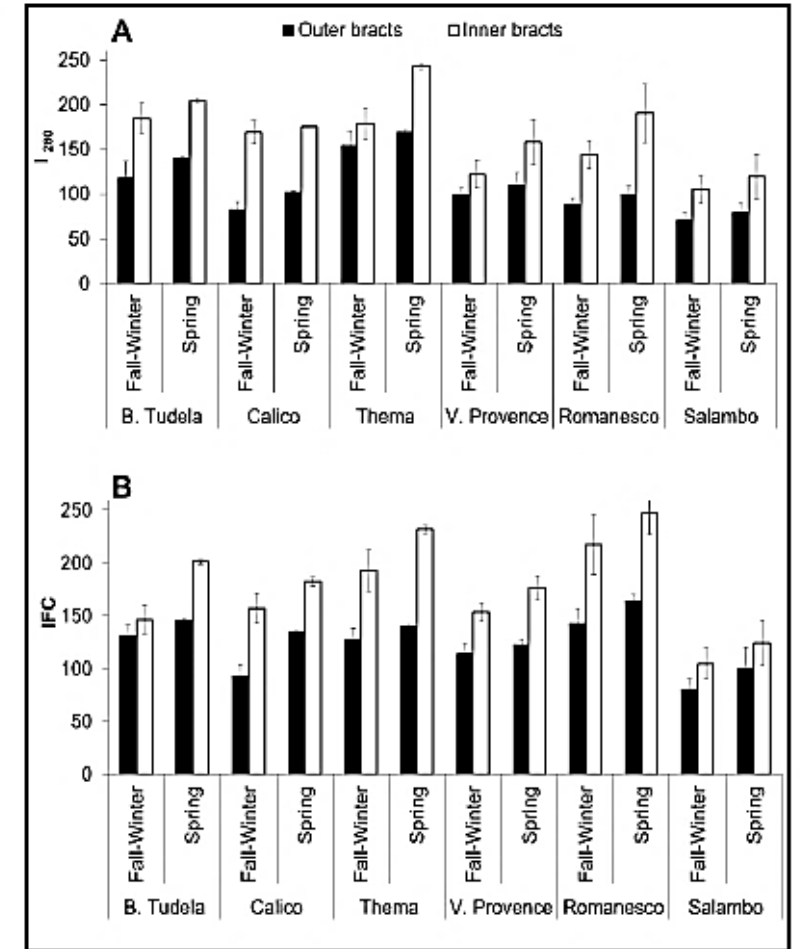 A
Outer bracts Inner bracts
I 280
250
200
150
100
50
0
Fall-Winter Spring Fall-Winter Spring Fall-Winter Spring Fall-Winter Spring Fall-Winter Spring Fall-Winter Spring
B. Tudela Calico Thema V. Provence Romanesco Salambo
B
IFC
250
200
150
100
50
0
Fall-Winter Spring Fall-Winter Spring Fall-Winter Spring Fall-Winter Spring Fall-Winter Spring Fall-Winter Spring
B. Tudela Calico Thema V. Provence Romanesco Salambo